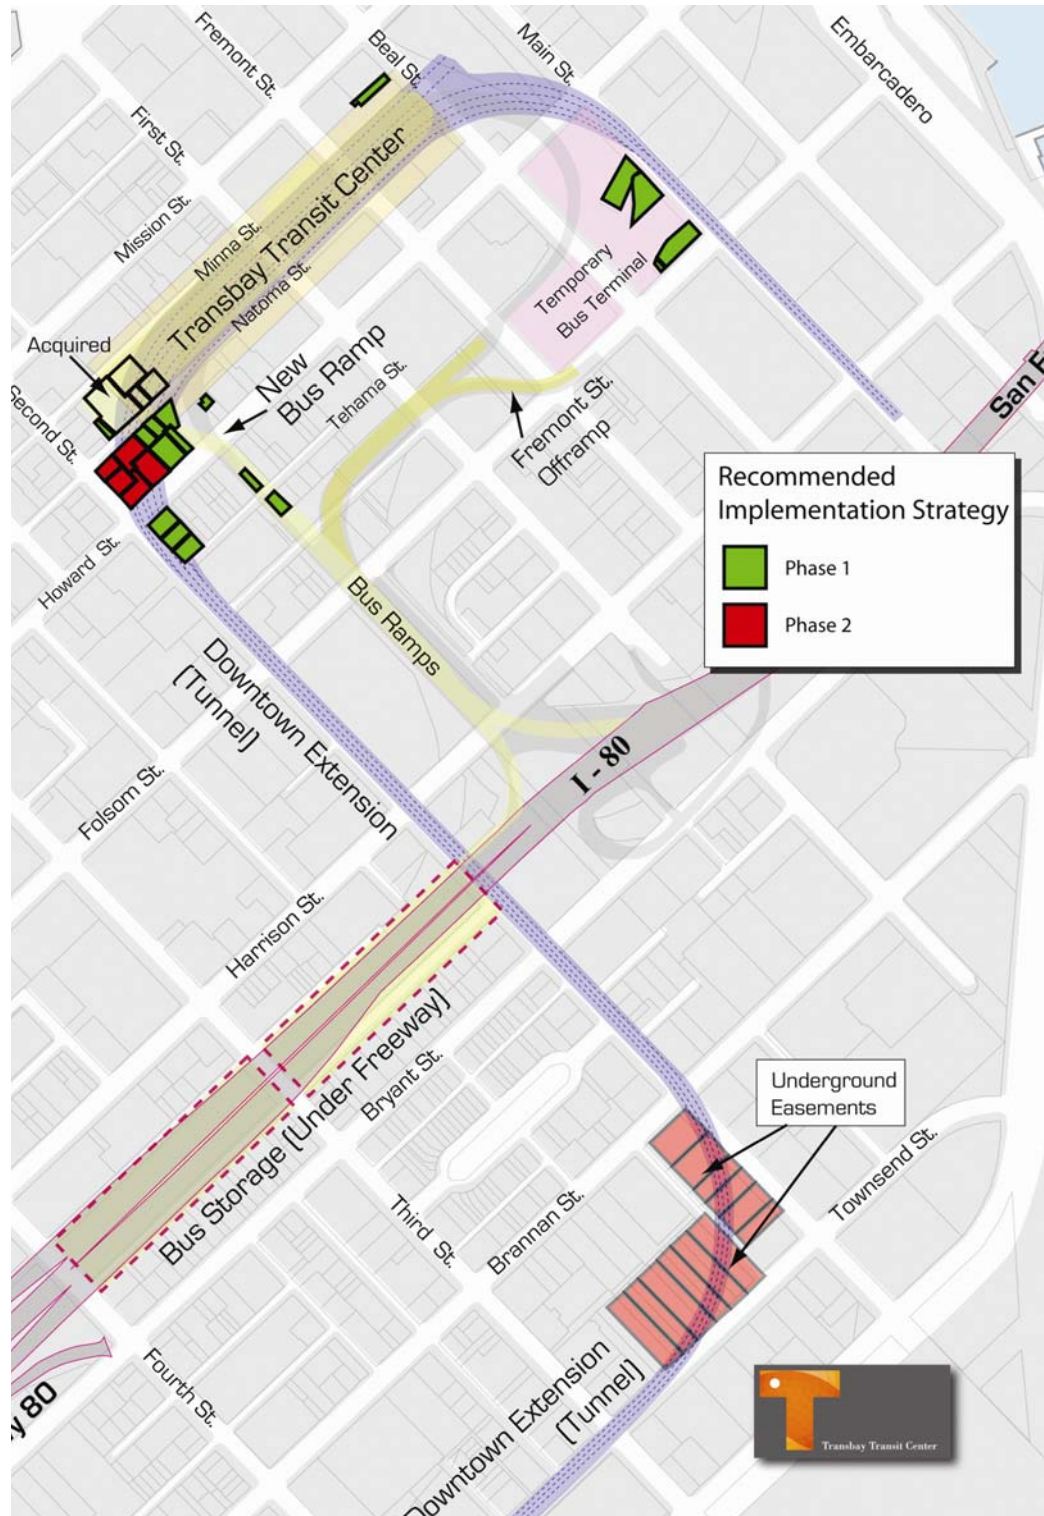 Fremont St.
Beal St.
Main St.
Embarcadero
First St.
Mission St.
Minna St.
Transbay Transit Center
Natoma St.
Acquired
Second St.
New
Bus Ramp
Tehama St.
Temporary
Bus Terminal
Fremont St.
Offramp
San F
Recommended
Implementation Strategy
Phase 1
Phase 2
Howard St.
Bus Ramps
Downtown Extension
(Tunnel)
I - 80
Folsom St.
Harrison St.
Bus Storage (Under Freeway)
Bryant St.
Underground
Easements
Townsend St.
Third St.
Brannan St.
Fourth St.
y 80
Downtown Extension
(Tunnel)
T
Transbay Transit Center